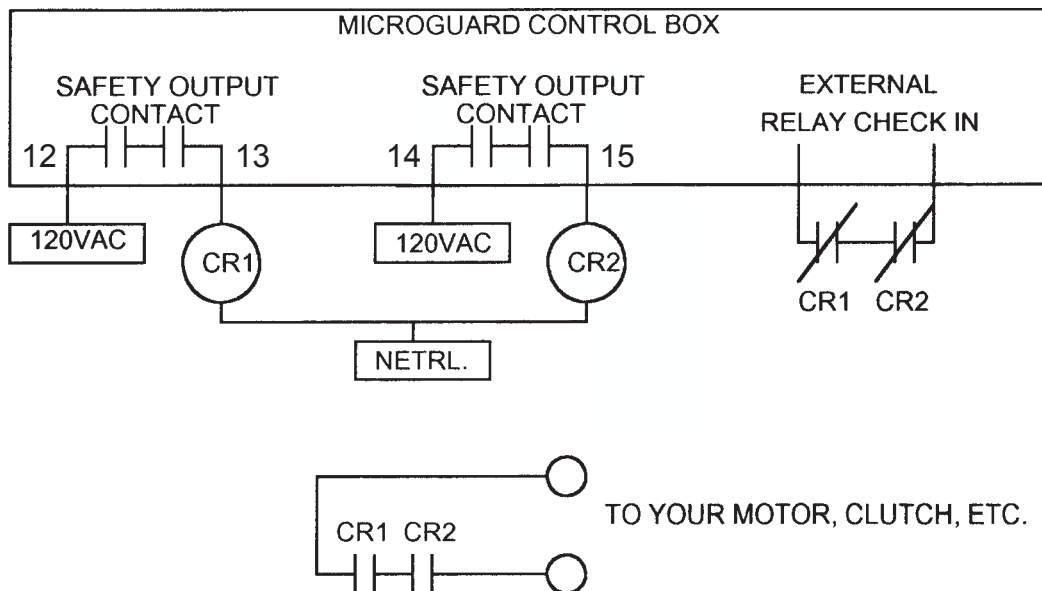 MICROGUARD CONTROL BOX
SAFETY OUTPUT
CONTACT
SAFETY OUTPUT
CONTACT
EXTERNAL
RELAY CHECK IN
12
13
14
15
120VAC
CR1
120VAC
CR2
CR1
CR2
NETRL.
TO YOUR MOTOR, CLUTCH, ETC.
CR1
CR2